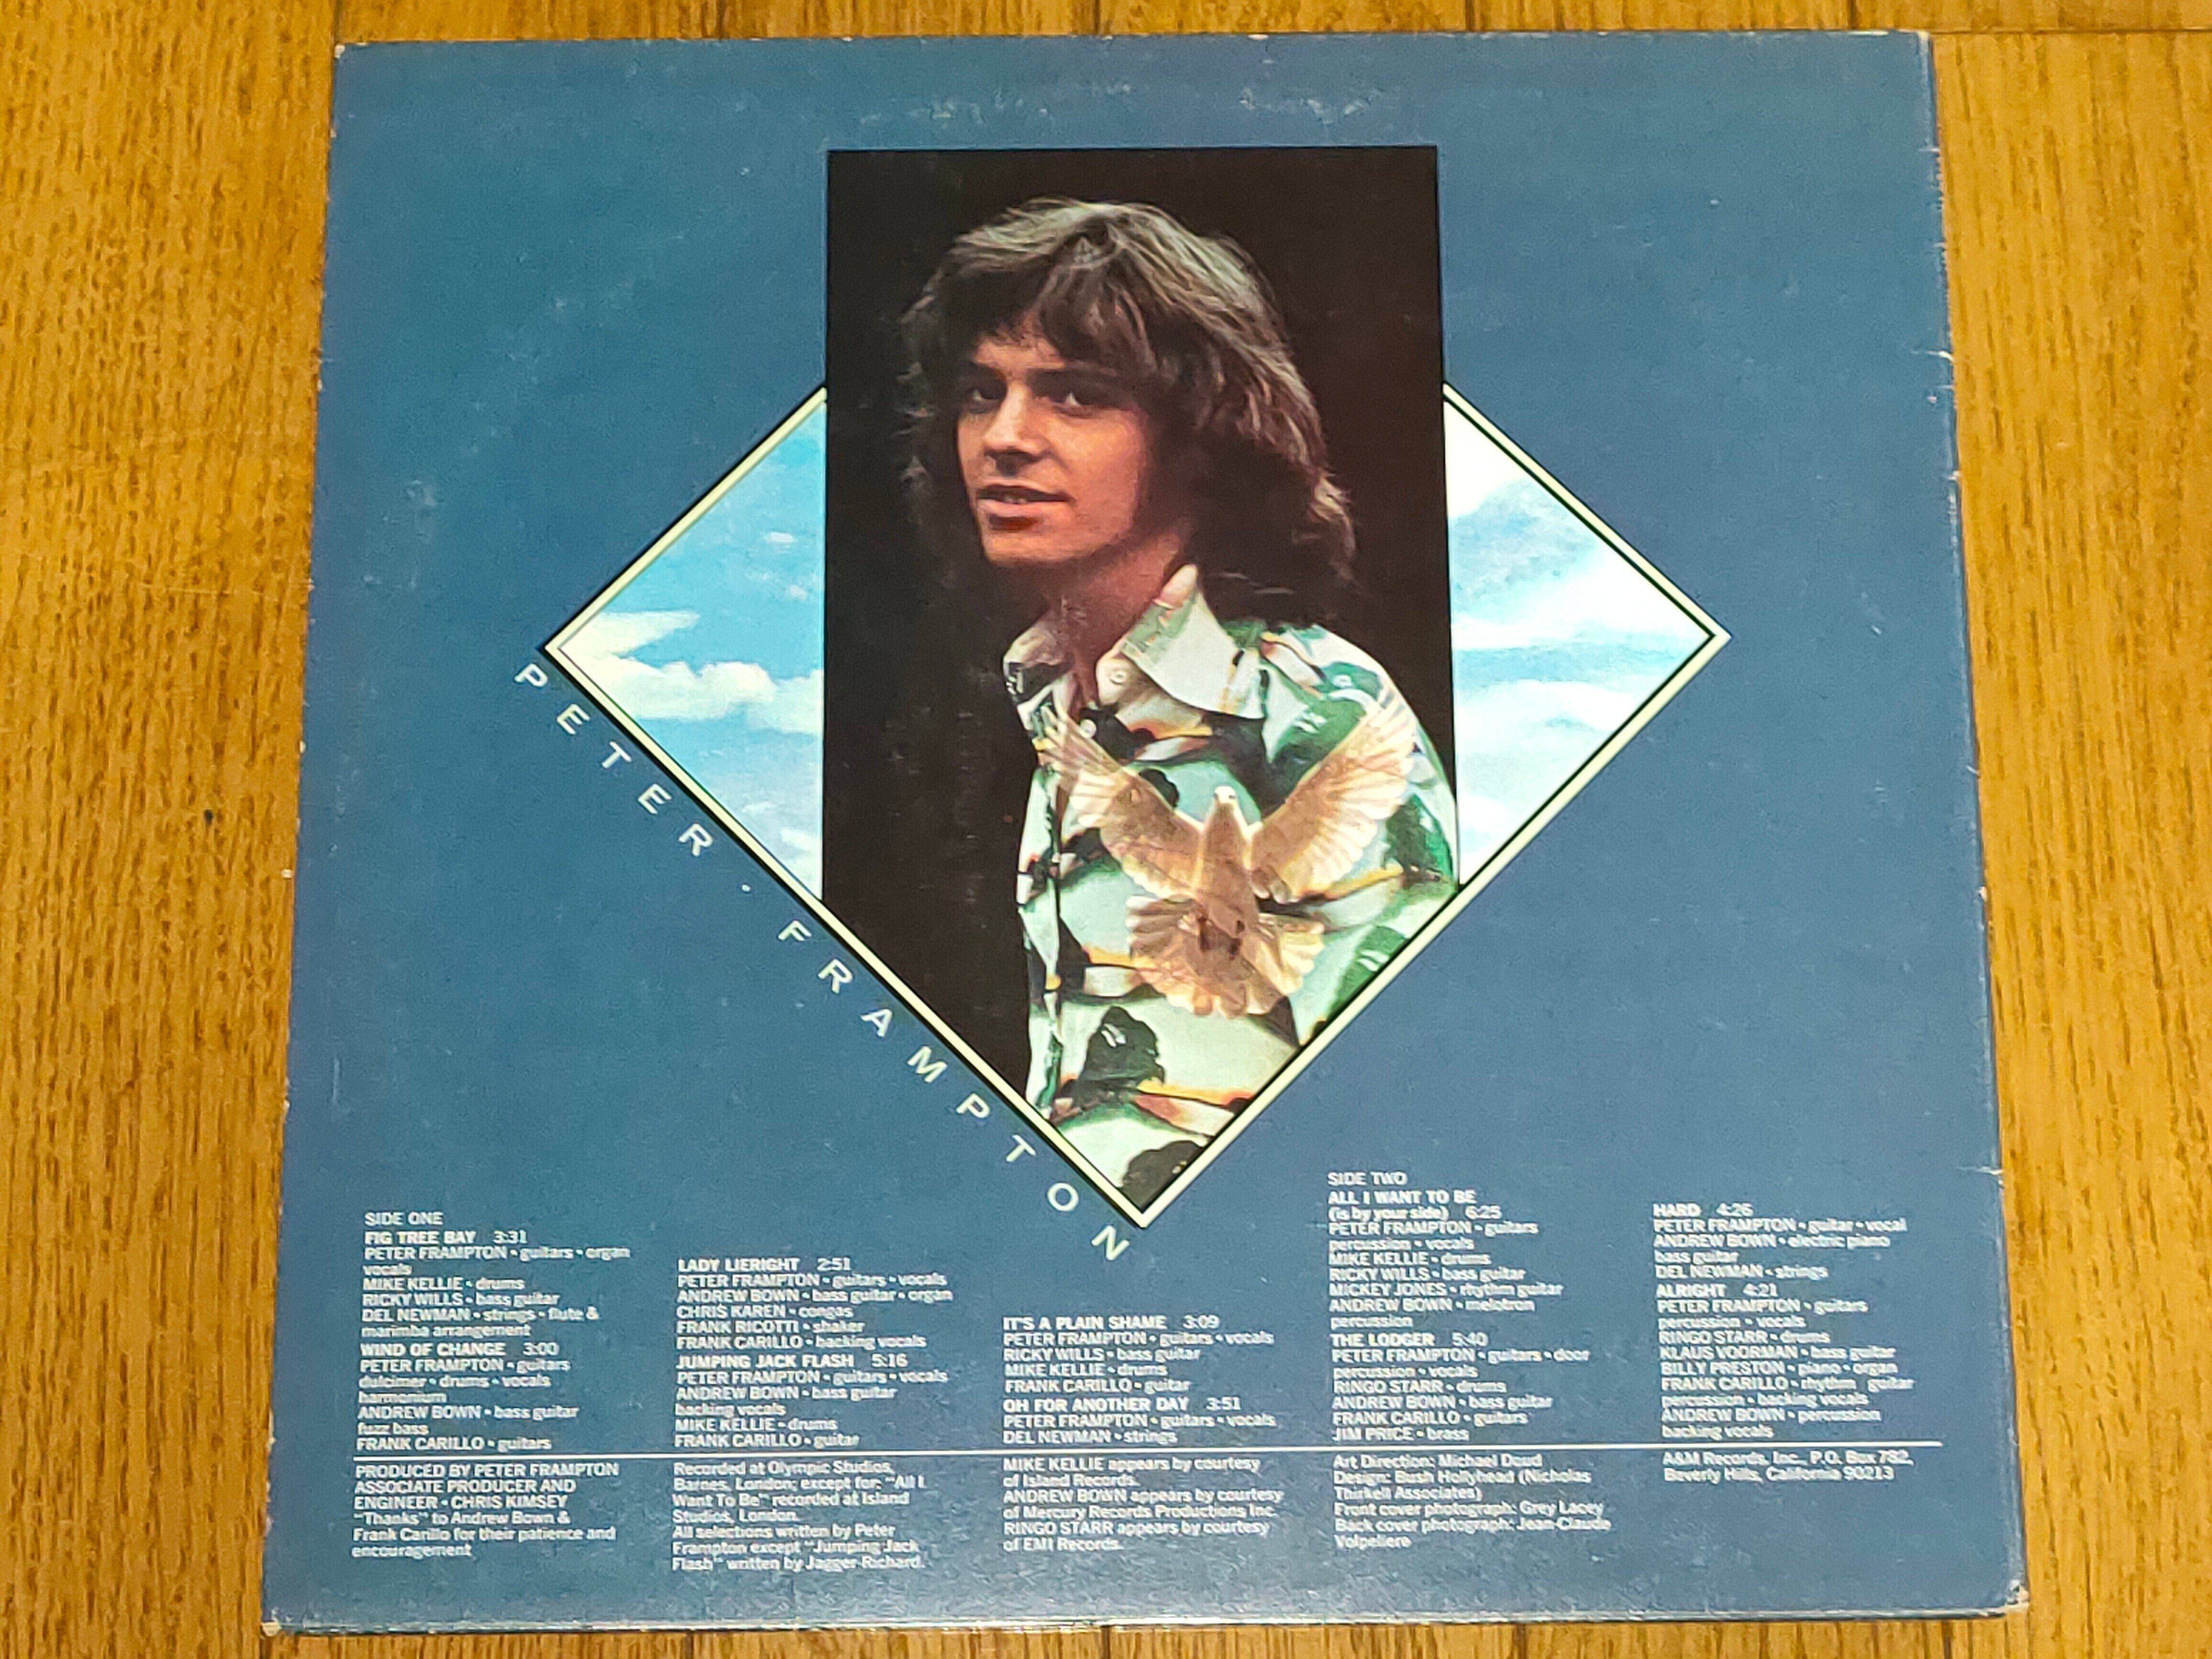 PETER · FRAMPTON
SIDE ONE
FIG TREE BAY 3:31
PETER FRAMPTON • guitars • organ
vocals
MIKE KELLIE • drums
RICKY WILLS • bass guitar
DEL NEWMAN • strings • flute &
marimba arrangement
WIND OF CHANGE 3:00
PETER FRAMPTON • guitars
dulcimer • drums • vocals
harmonium
ANDREW BOWN • bass guitar
fuzz bass
FRANK CARILLO • guitars
LADY LIERIGHT 2:51
PETER FRAMPTON • guitars • vocals
ANDREW BOWN • bass guitar • organ
CHRIS KAREN • congas
FRANK RICOTTI • shaker
FRANK CARILLO • backing vocals
JUMPING JACK FLASH 5:16
PETER FRAMPTON • guitars • vocals
ANDREW BOWN • bass guitar
backing vocals
MIKE KELLIE • drums
FRANK CARILLO • guitar
IT'S A PLAIN SHAME 3:09
PETER FRAMPTON • guitars • vocals
RICKY WILLS • bass guitar
MIKE KELLIE • drums
FRANK CARILLO • guitar
OH FOR ANOTHER DAY 3:51
PETER FRAMPTON • guitars • vocals
DEL NEWMAN • strings
SIDE TWO
ALL I WANT TO BE
(is by your side) 6:25
PETER FRAMPTON • guitars
percussion • vocals
MIKE KELLIE • drums
RICKY WILLS • bass guitar
MICKEY JONES • rhythm guitar
ANDREW BOWN • melotron
percussion
THE LODGER 5:40
PETER FRAMPTON • guitars • door
percussion • vocals
RINGO STARR • drums
ANDREW BOWN • bass guitar
FRANK CARILLO • guitars
JIM PRICE • brass
HARD 4:26
PETER FRAMPTON • guitar • vocal
ANDREW BOWN • electric piano
bass guitar
DEL NEWMAN • strings
ALRIGHT 4:21
PETER FRAMPTON • guitars
percussion • vocals
RINGO STARR • drums
KLAUS VOORMAN • bass guitar
BILLY PRESTON • piano • organ
FRANK CARILLO • rhythm guitar
percussion • backing vocals
ANDREW BOWN • percussion
backing vocals
PRODUCED BY PETER FRAMPTON
ASSOCIATE PRODUCER AND
ENGINEER • CHRIS KIMSEY
"Thanks" to Andrew Bown &
Frank Carillo for their patience and
encouragement
Recorded at Olympic Studios,
Barnes, London; except for: "All I
Want To Be" recorded at Island
Studios, London.
All selections written by Peter
Frampton except "Jumping Jack
Flash" written by Jagger-Richard.
MIKE KELLIE appears by courtesy
of Island Records.
ANDREW BOWN appears by courtesy
of Mercury Records Productions Inc.
RINGO STARR appears by courtesy
of EMI Records.
Art Direction: Michael Doud
Design: Bush Hollyhead (Nicholas
Thirkell Associates)
Front cover photograph: Grey Lacey
Back cover photograph: Jean-Claude
Volpeliere
A&M Records, Inc., P.O. Box 782,
Beverly Hills, California 90213